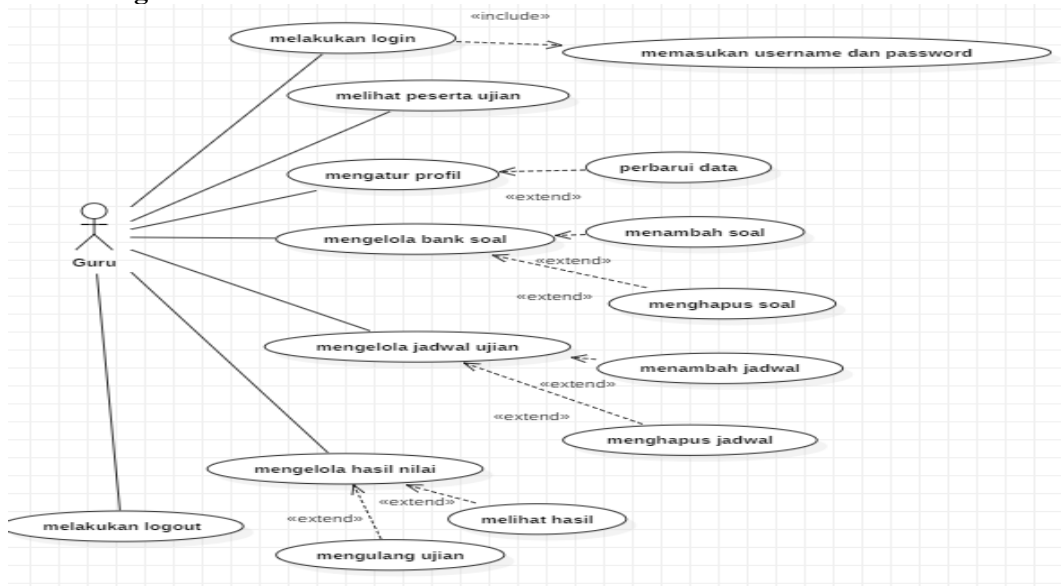 «include»
melakukan login
memasukan username dan password
melihat peserta ujian
perbarui data
mengatur profil
«extend»
menambah soal
mengelola bank soal
«extend»
Guru
«extend»
menghapus soal
mengelola jadwal ujian
menambah jadwal
«extend»
«extend»
menghapus jadwal
mengelola hasil nilai
«extend»
«extend»
melihat hasil
melakukan logout
mengulang ujian